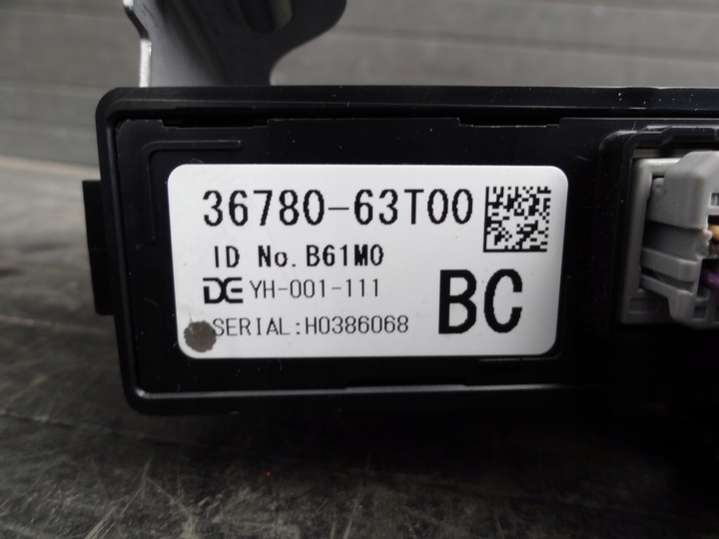 36780-63T00
ID No. B61M0
DE YH-001-111
BC
SERIAL:H0386068